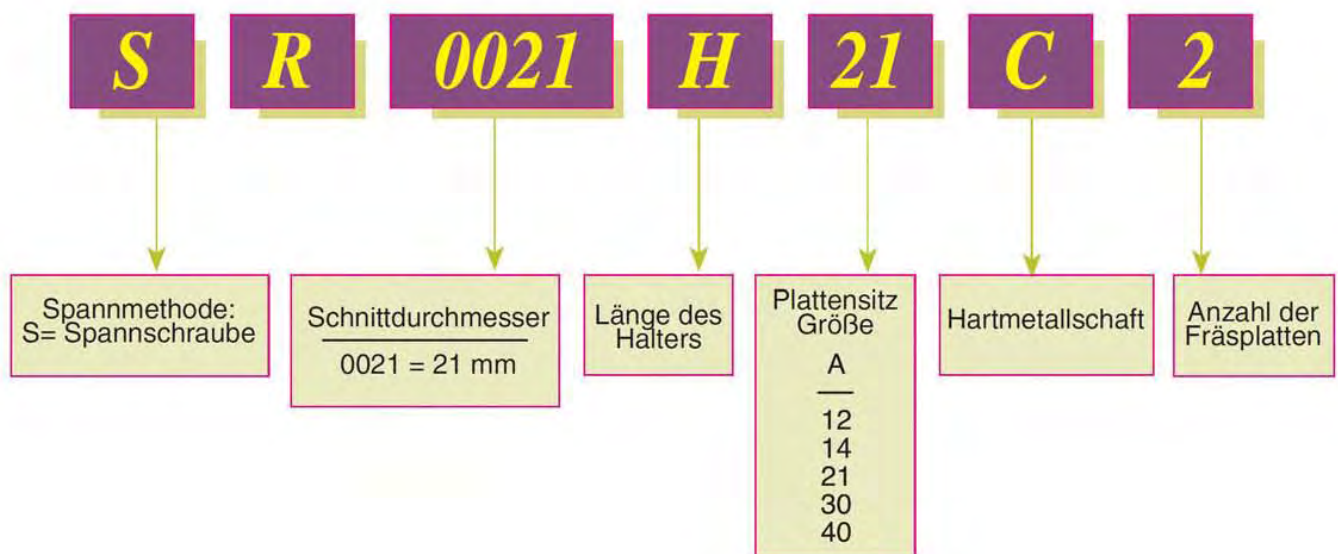 S R 0021 H 21 C 2
Spannmethode:
S= Spannschraube
Schnittdurchmesser
0021 = 21 mm
Länge des
Halters
Plattensitz
Größe
A
12
14
21
30
40
Hartmetallschaft
Anzahl der
Fräsplatten